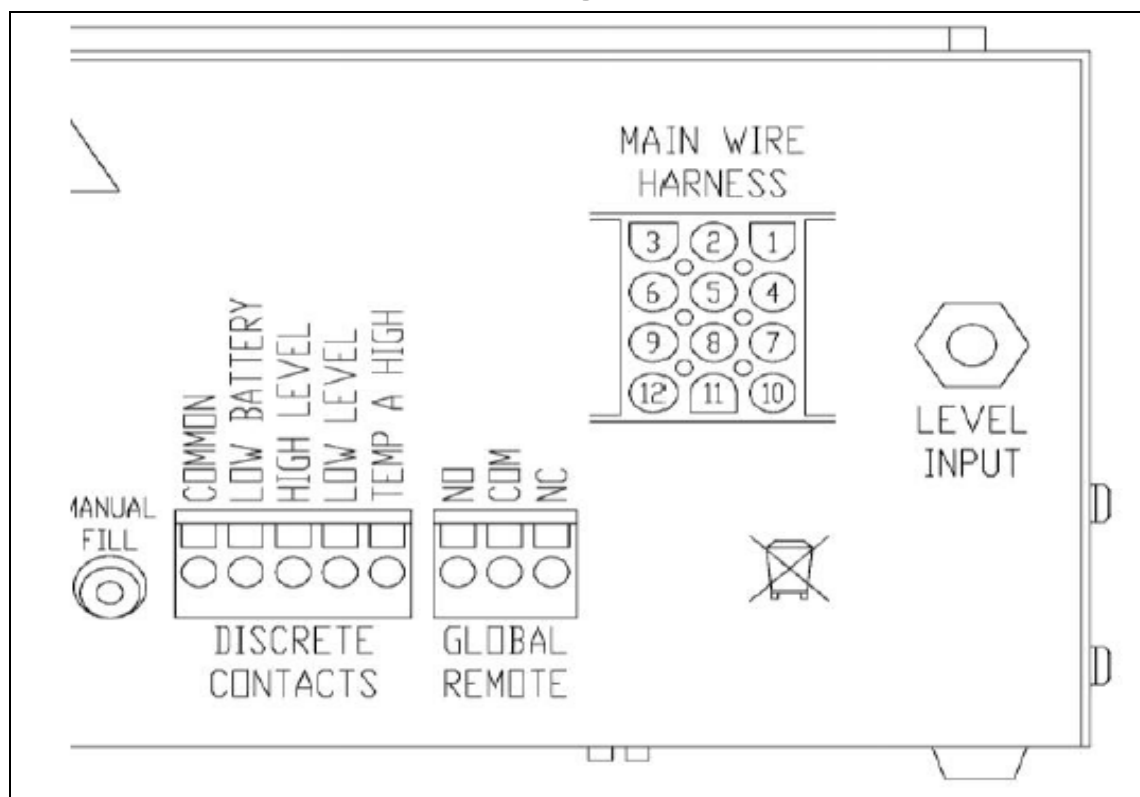 MAIN WIRE
HARNESS
3 2 1
6 5 4
9 8 7
12 11 10
LEVEL
INPUT
COMMON
LOW BATTERY
HIGH LEVEL
LOW LEVEL
TEMP A HIGH
NO
COM
NC
MANUAL
FILL
DISCRETE
CONTACTS
GLOBAL
REMOTE